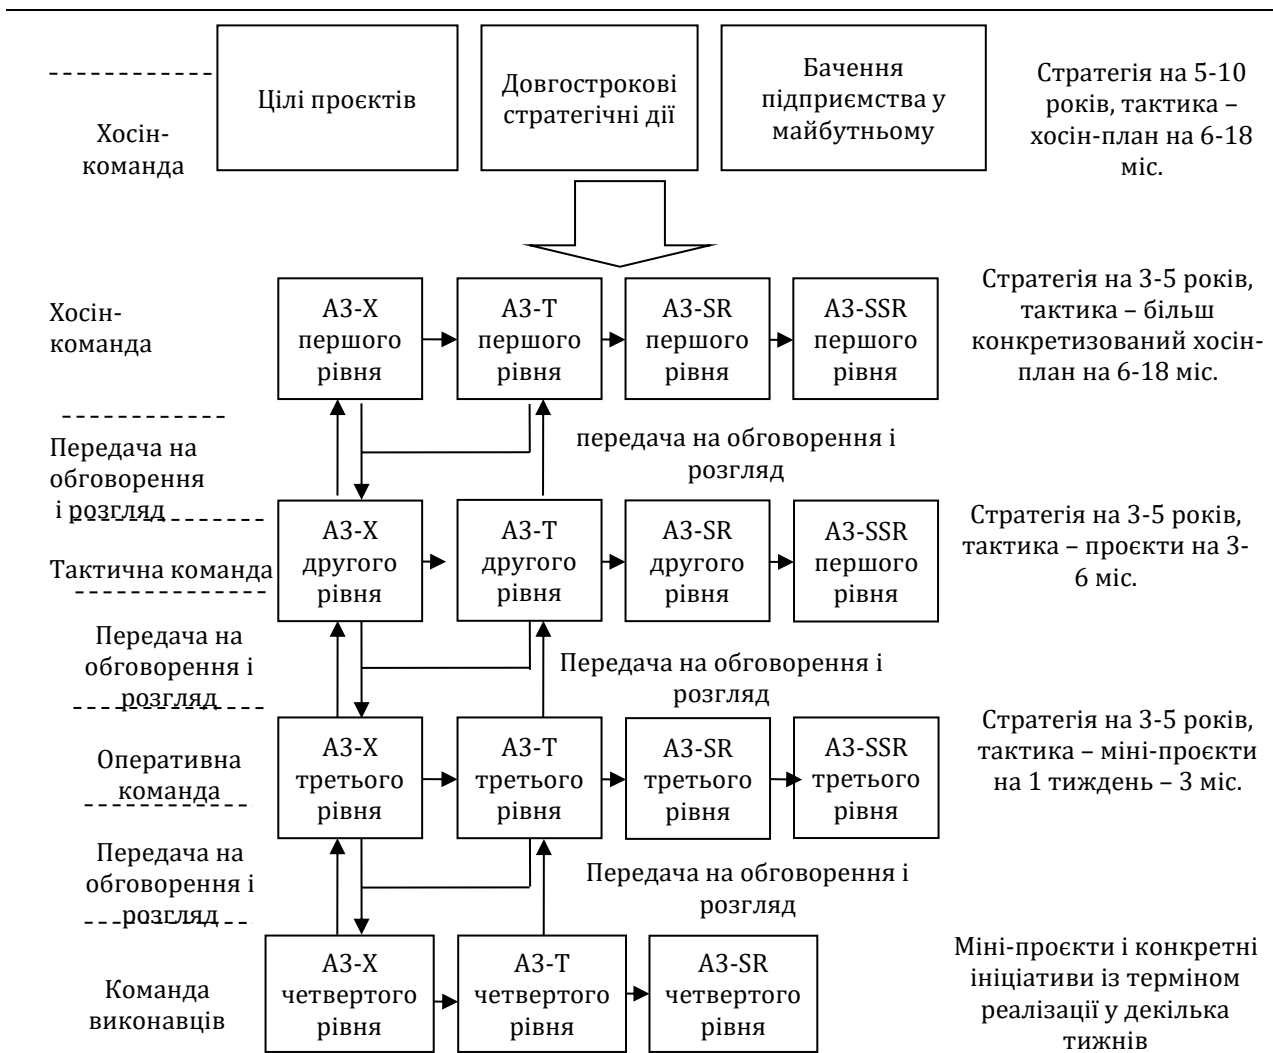 Цілі проєктів
Довгострокові
стратегічні дії
Бачення
підприємства у
майбутньому
Стратегія на 5-10
років, тактика –
хосін-план на 6-18
міс.
Хосін-
команда
Хосін-
команда
А3-Х
першого
рівня
А3-Т
першого
рівня
А3-SR
першого
рівня
А3-SSR
першого
рівня
Стратегія на 3-5 років,
тактика – більш
конкретизований хосін-
план на 6-18 міс.
Передача на
обговорення
і розгляд
передача на обговорення і
розгляд
Тактична команда
А3-Х
другого
рівня
А3-Т
другого
рівня
А3-SR
другого
рівня
А3-SSR
першого
рівня
Стратегія на 3-5 років,
тактика – проєкти на 3-
6 міс.
Передача на
обговорення і
розгляд
Передача на обговорення і
розгляд
Оперативна
команда
А3-Х
третього
рівня
А3-Т
третього
рівня
А3-SR
третього
рівня
А3-SSR
третього
рівня
Стратегія на 3-5 років,
тактика – міні-проєкти
на 1 тиждень – 3 міс.
Передача на
обговорення і
розгляд
Передача на обговорення і
розгляд
Команда
виконавців
А3-Х
четвертого
рівня
А3-Т
четвертого
рівня
А3-SR
четвертого
рівня
Міні-проєкти і конкретні
ініціативи із терміном
реалізації у декілька
тижнів